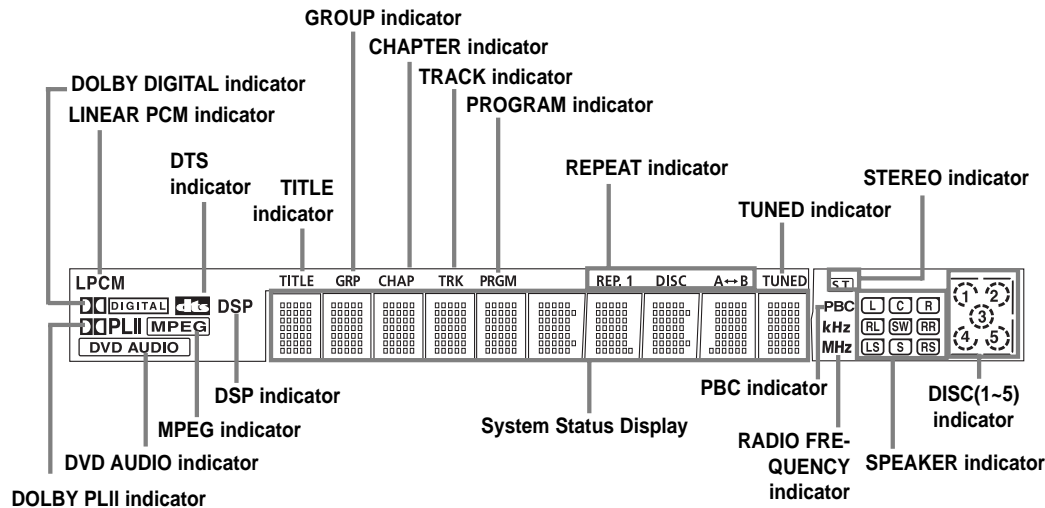 GROUP indicator
CHAPTER indicator
TRACK indicator
PROGRAM indicator
DOLBY DIGITAL indicator
LINEAR PCM indicator
DTS
indicator
TITLE
indicator
REPEAT indicator
STEREO indicator
TUNED indicator
LPCM
TITLE GRP CHAP TRK PRGM REP. 1 DISC A↔B TUNED
ST
DIGITAL dts DSP
PLII MPEG
DVD AUDIO
PBC L C R
kHz RL SW RR
MHz LS S RS
1 2
3
4 5
DSP indicator
MPEG indicator
DVD AUDIO indicator
DOLBY PLII indicator
System Status Display
PBC indicator
RADIO FRE-
QUENCY
indicator
DISC(1~5)
indicator
SPEAKER indicator